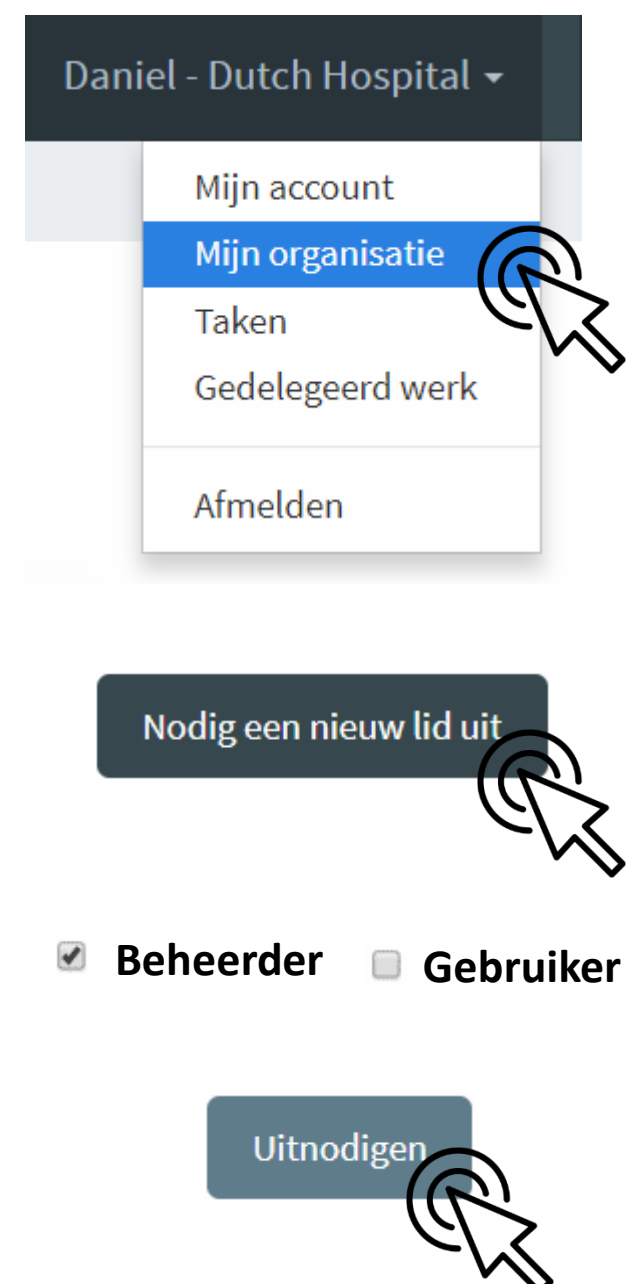 Daniel - Dutch Hospital
Mijn account
Mijn organisatie
Taken
Gedelegeerd werk
Afmelden
Nodig een nieuw lid uit
Beheerder Gebruiker
Uitnodigen